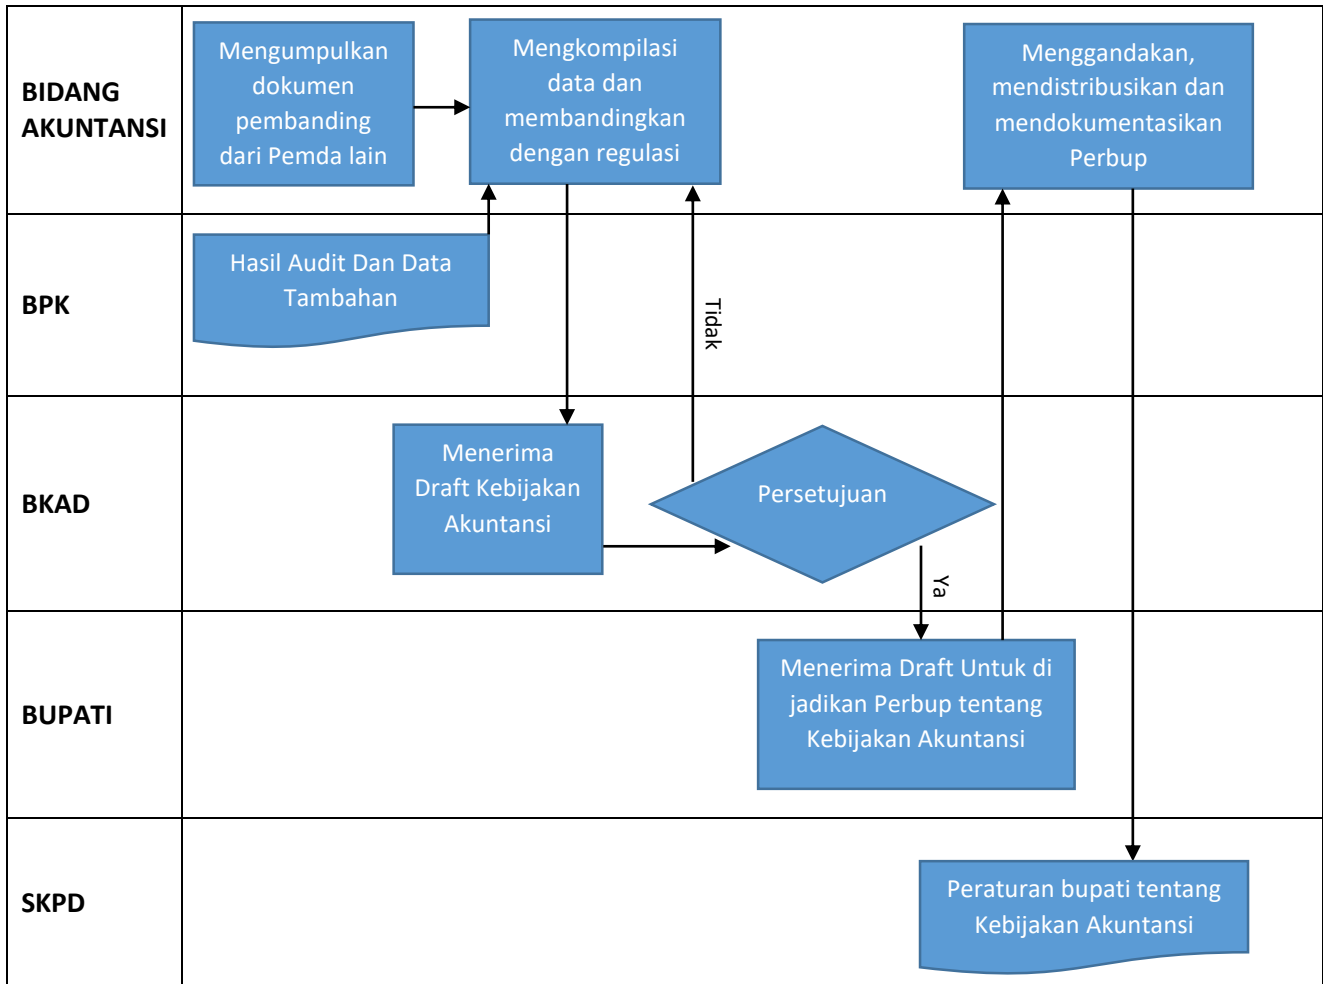 BIDANG
AKUNTANSI
Mengumpulkan
dokumen
pembanding
dari Pemda lain
Mengkompilasi
data dan
membandingkan
dengan regulasi
Menggandakan,
mendistribusikan dan
mendokumentasikan
Perbup
BPK
Hasil Audit Dan Data
Tambahan
Tidak
BKAD
Menerima
Draft Kebijakan
Akuntansi
Persetujuan
Ya
BUPATI
Menerima Draft Untuk di
jadikan Perbup tentang
Kebijakan Akuntansi
SKPD
Peraturan bupati tentang
Kebijakan Akuntansi